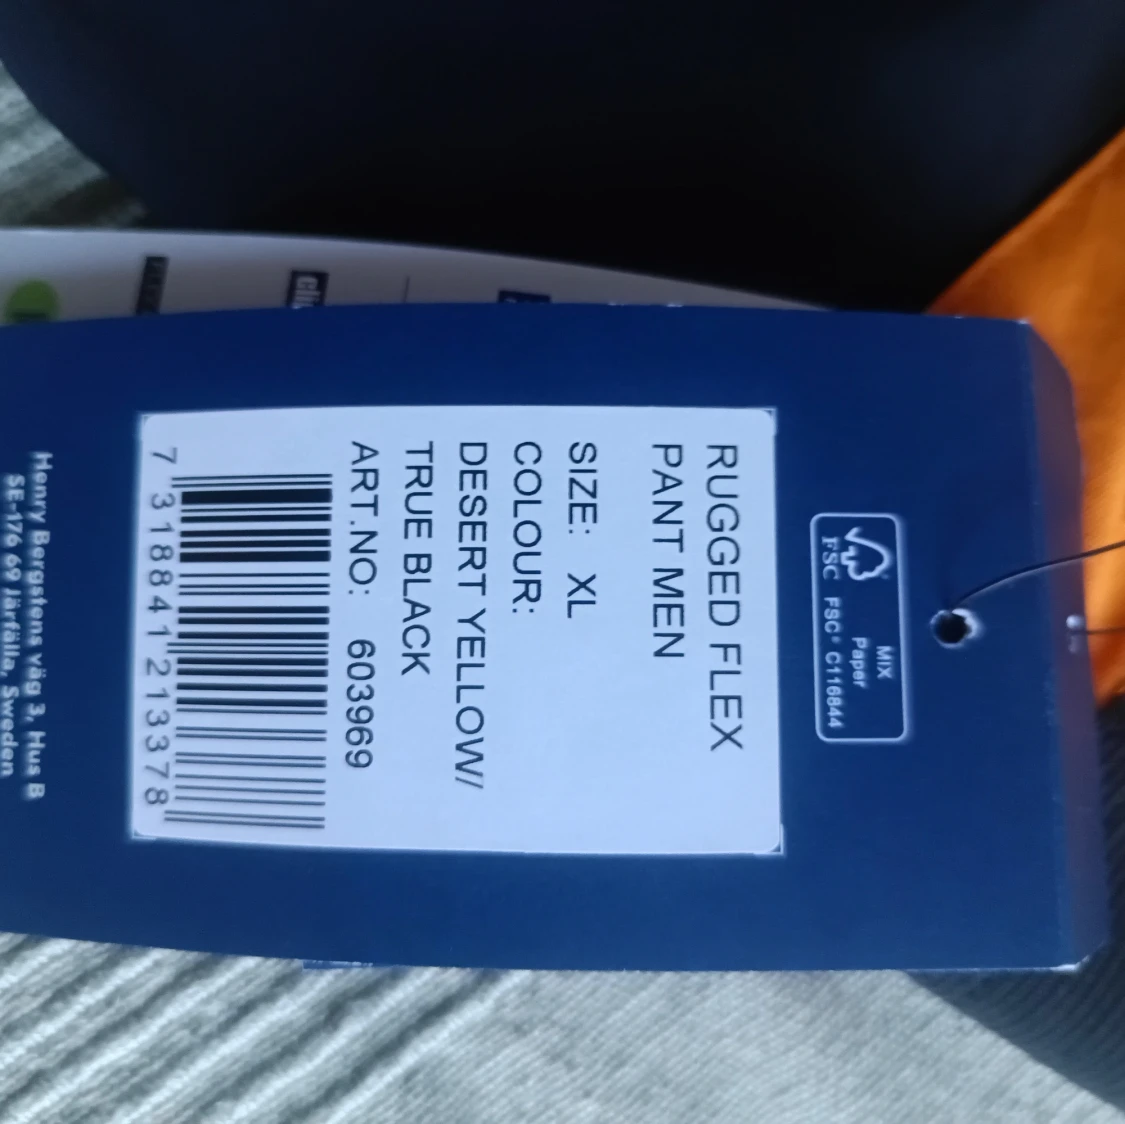 MIX
Paper
FSC FSC® C116844
RUGGED FLEX
PANT MEN
SIZE: XL
COLOUR:
DESERT YELLOW/
TRUE BLACK
ART.NO: 603969
7 318841 213378
Henry Bergstens väg 3, Hus B
SE-176 69 Järfälla, Sweden